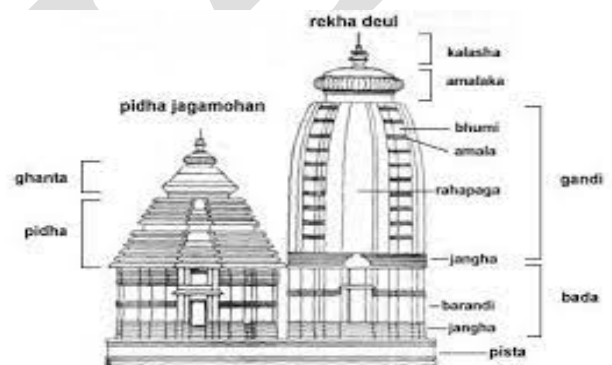 rekha deul
kalasha
amalaka
pidha jagamohan
bhumi
amala
ghanta
rahapaga
gandi
pidha
jangha
bada
barandi
jangha
pista